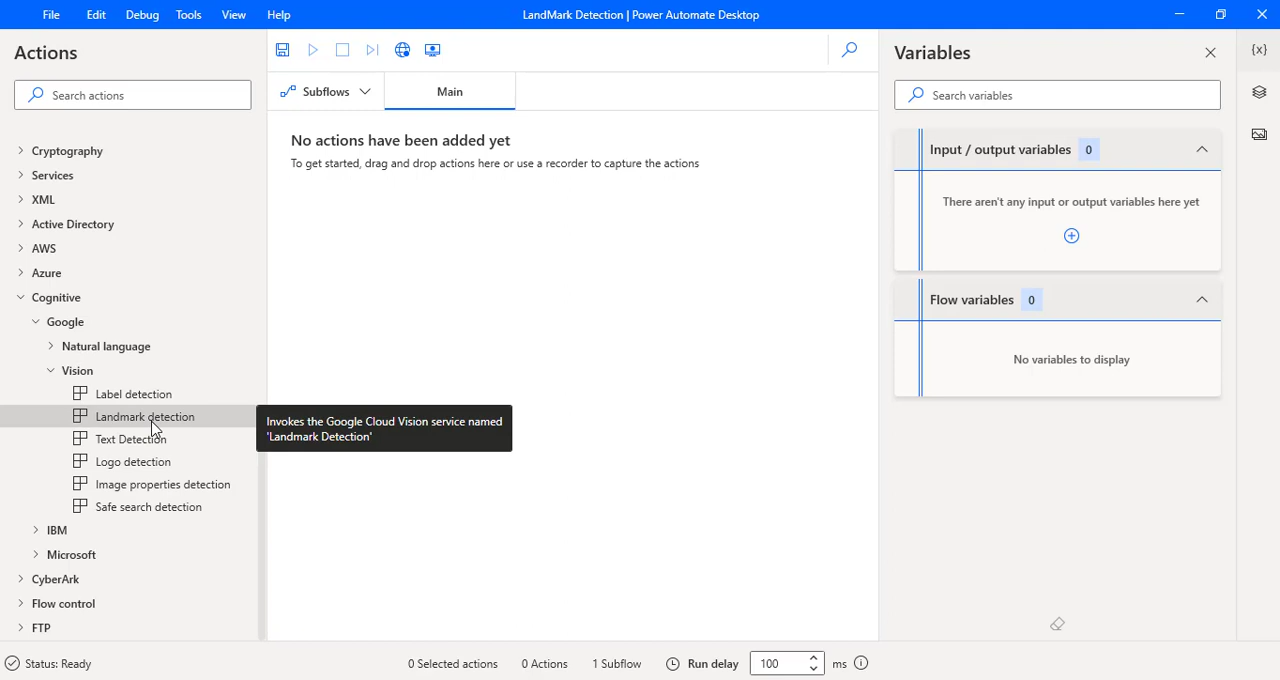 File Edit Debug Tools View Help
LandMark Detection | Power Automate Desktop
Actions
Search actions
Cryptography
Services
XML
Active Directory
AWS
Azure
Cognitive
Google
Natural language
Vision
Label detection
Landmark detection
Text Detection
Logo detection
Image properties detection
Safe search detection
IBM
Microsoft
CyberArk
Flow control
FTP
Invokes the Google Cloud Vision service named
'Landmark Detection'
Subflows
Main
No actions have been added yet
To get started, drag and drop actions here or use a recorder to capture the actions
Variables
{x}
Search variables
Input / output variables 0
There aren't any input or output variables here yet
Flow variables 0
No variables to display
Status: Ready
0 Selected actions
0 Actions
1 Subflow
Run delay 100 ms